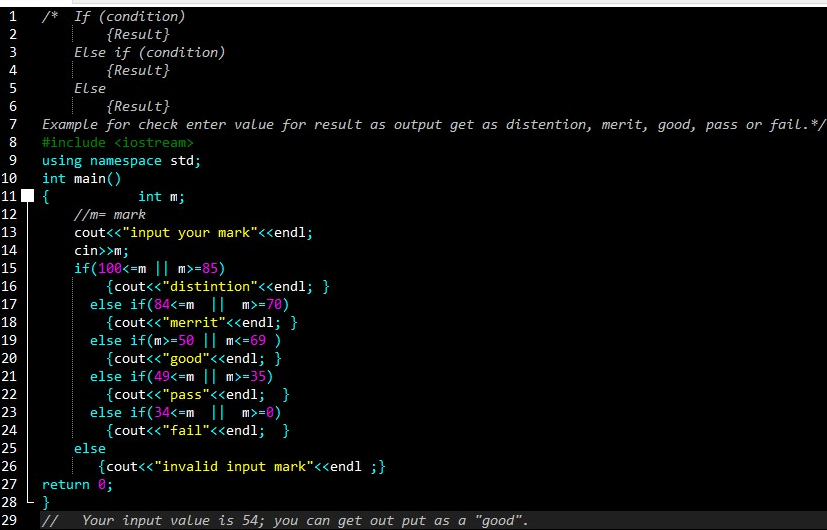 1 /* If (condition)
2 {Result}
3 Else if (condition)
4 {Result}
5 Else
6 {Result}
7 Example for check enter value for result as output get as distention, merit, good, pass or fail.*/
8 #include <iostream>
9 using namespace std;
10 int main()
11 { int m;
12 //m= mark
13 cout<<"input your mark"<<endl;
14 cin>>m;
15 if(100<=m || m>=85)
16 {cout<<"distintion"<<endl; }
17 else if(84<=m || m>=70)
18 {cout<<"merrit"<<endl; }
19 else if(m>=50 || m<=69 )
20 {cout<<"good"<<endl; }
21 else if(49<=m || m>=35)
22 {cout<<"pass"<<endl; }
23 else if(34<=m || m>=0)
24 {cout<<"fail"<<endl; }
25 else
26 {cout<<"invalid input mark"<<endl ;}
27 return 0;
28 }
29 // Your input value is 54; you can get out put as a "good".